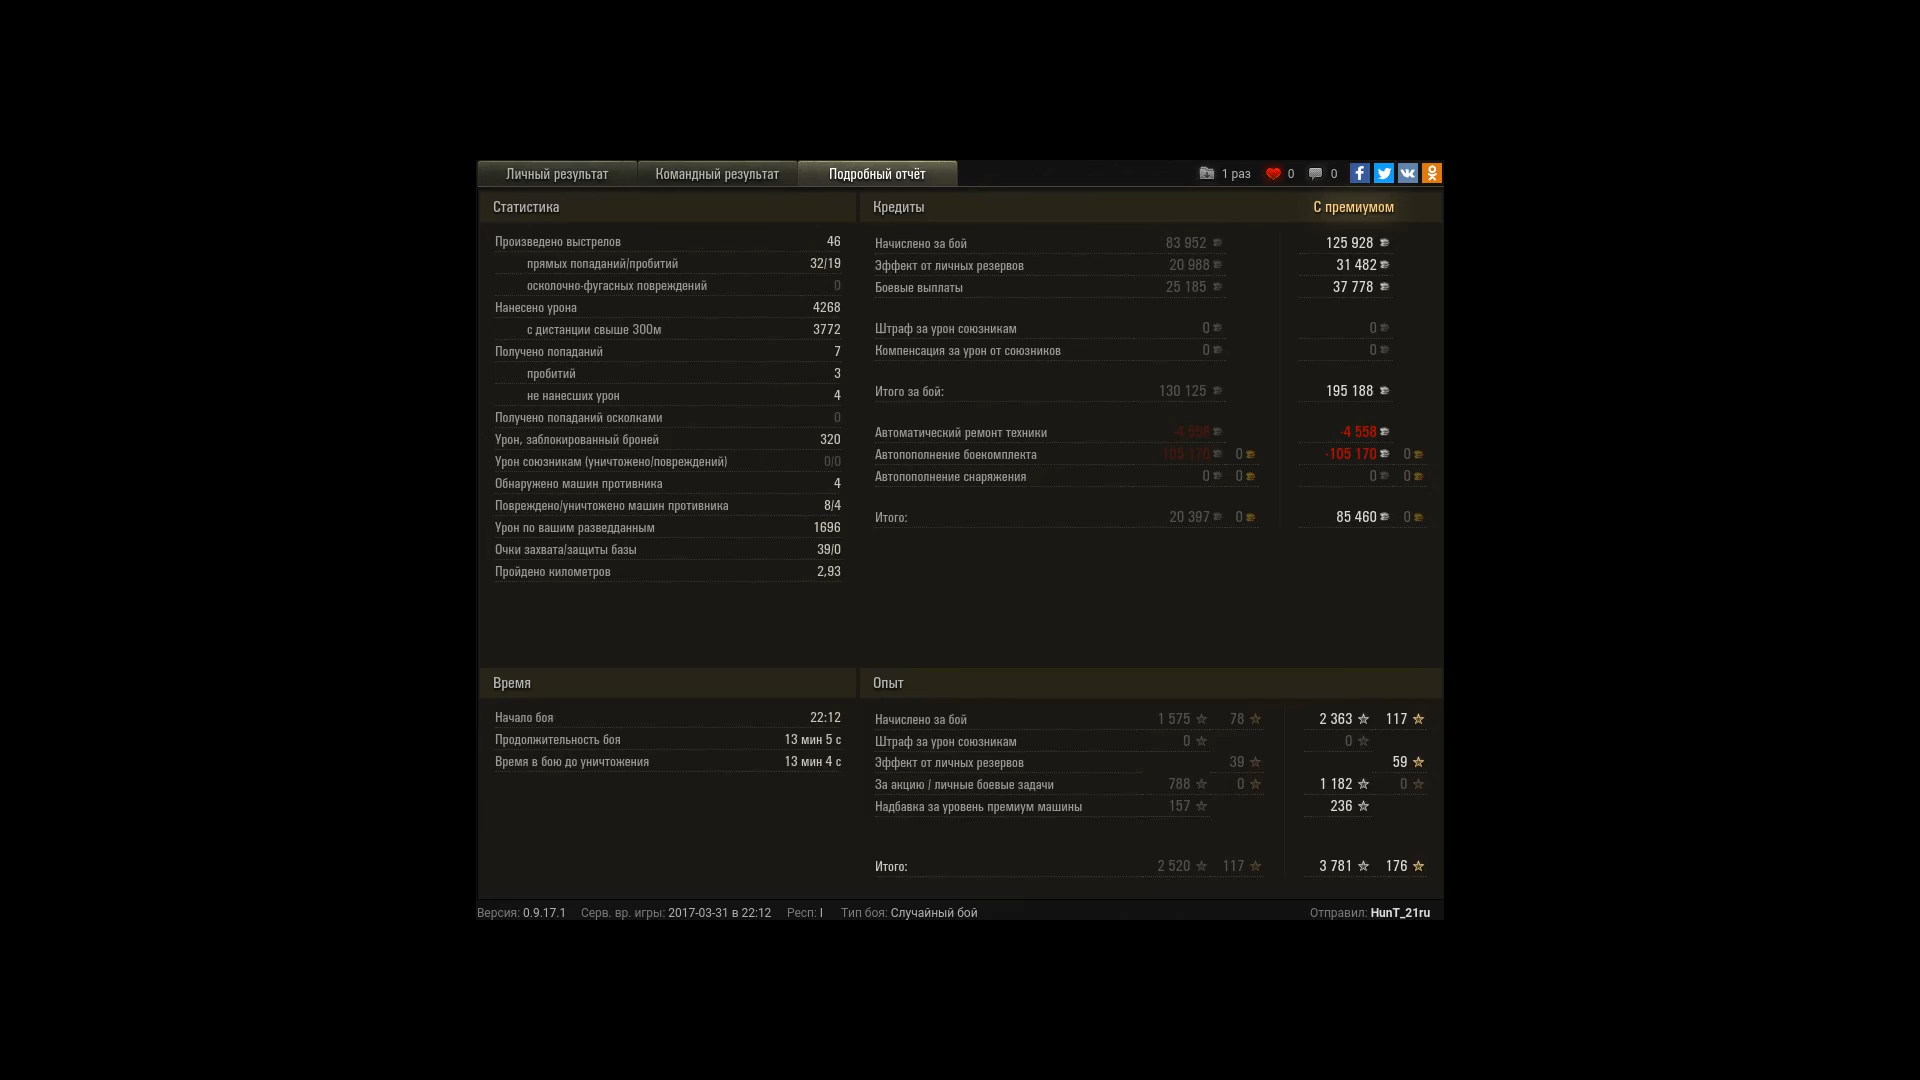 Личный результат Командный результат Подробный отчёт 1 раз 0 0
Статистика
Произведено выстрелов 46
прямых попаданий/пробитий 32/19
осколочно-фугасных повреждений 0
Нанесено урона 4268
с дистанции свыше 300м 3772
Получено попаданий 7
пробитий 3
не нанесших урон 4
Получено попаданий осколками 0
Урон, заблокированный броней 320
Урон союзникам (уничтожено/повреждений) 0/0
Обнаружено машин противника 4
Повреждено/уничтожено машин противника 8/4
Урон по вашим разведданным 1696
Очки захвата/защиты базы 39/0
Пройдено километров 2,93
Кредиты С премиумом
Начислено за бой 83 952 125 928
Эффект от личных резервов 20 988 31 482
Боевые выплаты 25 185 37 778
Штраф за урон союзникам 0 0
Компенсация за урон от союзников 0 0
Итого за бой: 130 125 195 188
Автоматический ремонт техники -4 558 -4 558
Автопополнение боекомплекта -105 170 0 -105 170 0
Автопополнение снаряжения 0 0 0 0
Итого: 20 397 0 85 460 0
Время
Начало боя 22:12
Продолжительность боя 13 мин 5 с
Время в бою до уничтожения 13 мин 4 с
Опыт
Начислено за бой 1 575 78 2 363 117
Штраф за урон союзникам 0 0
Эффект от личных резервов 39 59
За акцию / личные боевые задачи 788 0 1 182 0
Надбавка за уровень премиум машины 157 236
Итого: 2 520 117 3 781 176
Версия: 0.9.17.1 Серв. вр. игры: 2017-03-31 в 22:12 Респ: I Тип боя: Случайный бой Отправил: HunT_21ru